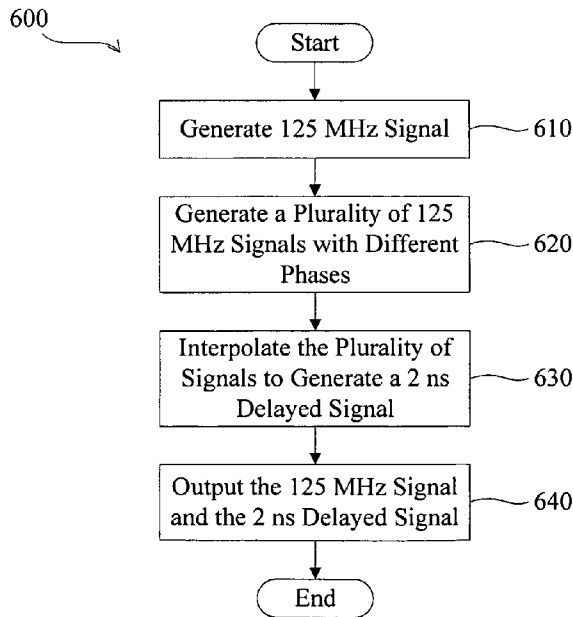 600
Start
Generate 125 MHz Signal
610
Generate a Plurality of 125
MHz Signals with Different
Phases
620
Interpolate the Plurality of
Signals to Generate a 2 ns
Delayed Signal
630
Output the 125 MHz Signal
and the 2 ns Delayed Signal
640
End